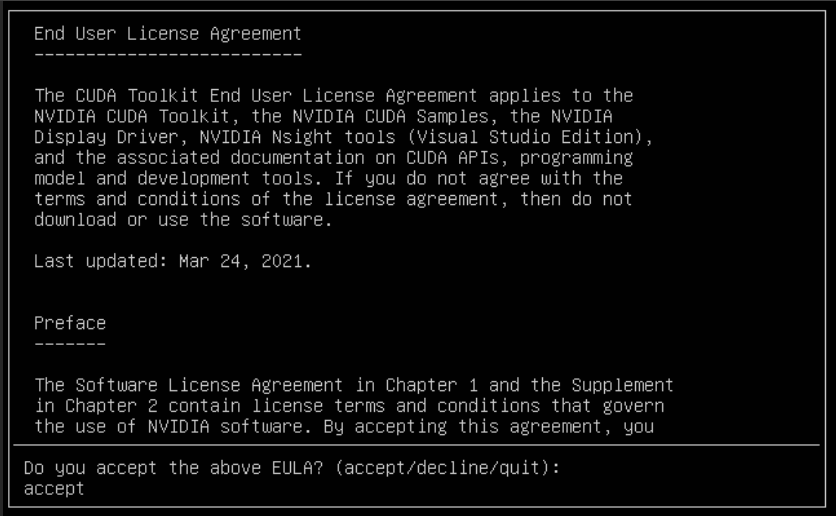 End User License Agreement
--------------------------
The CUDA Toolkit End User License Agreement applies to the
NVIDIA CUDA Toolkit, the NVIDIA CUDA Samples, the NVIDIA
Display Driver, NVIDIA Nsight tools (Visual Studio Edition),
and the associated documentation on CUDA APIs, programming
model and development tools. If you do not agree with the
terms and conditions of the license agreement, then do not
download or use the software.
Last updated: Mar 24, 2021.
Preface
-------
The Software License Agreement in Chapter 1 and the Supplement
in Chapter 2 contain license terms and conditions that govern
the use of NVIDIA software. By accepting this agreement, you
Do you accept the above EULA? (accept/decline/quit):
accept